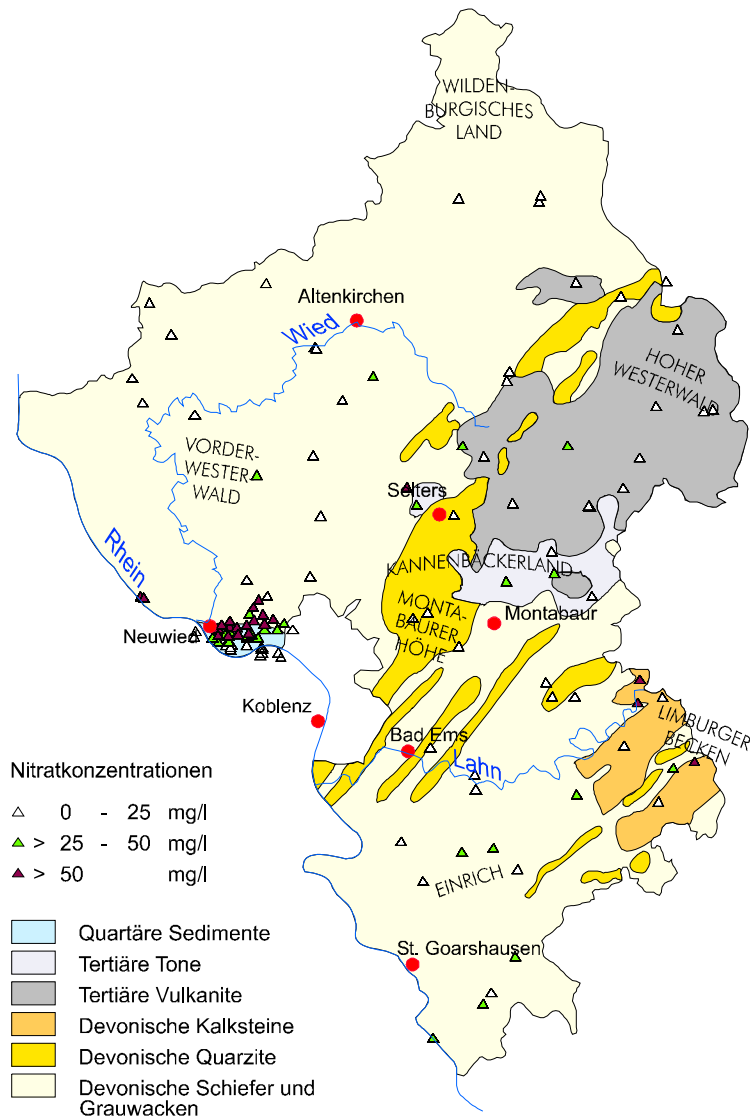 WILDEN-
BURGISCHES
LAND
Altenkirchen
Wied
HOHER
WESTERWALD
VORDER-
WESTER
WALD
Selters
Rhein
KANNENBÄCKERLAND
MONTA-
BAURER
HÖHE
Montabaur
Neuwied
Koblenz
LIMBURGER
BECKEN
Bad Ems
Lahn
Nitratkonzentrationen
0 - 25 mg/l
> 25 - 50 mg/l
> 50 mg/l
EINRICH
St. Goarshausen
Quartäre Sedimente
Tertiäre Tone
Tertiäre Vulkanite
Devonische Kalksteine
Devonische Quarzite
Devonische Schiefer und
Grauwacken